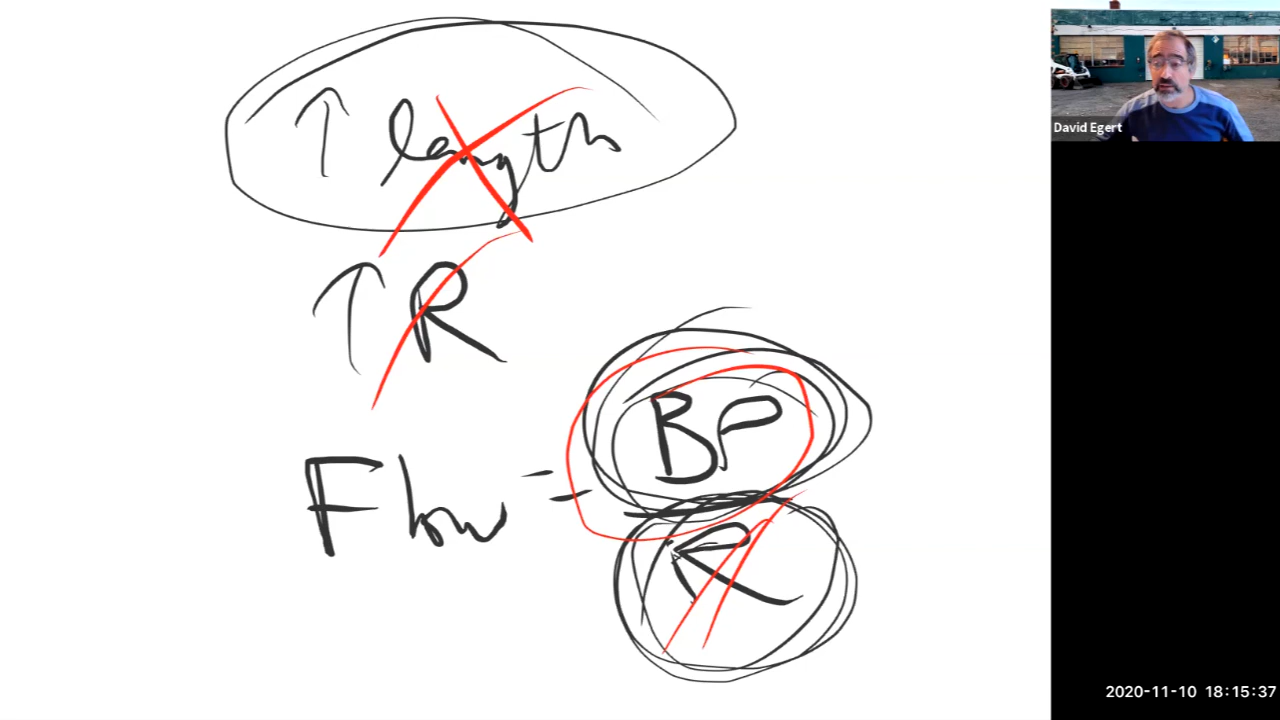 ↑ length
↑ R
Flow = BP
R
David Egert
2020-11-10 18:15:37